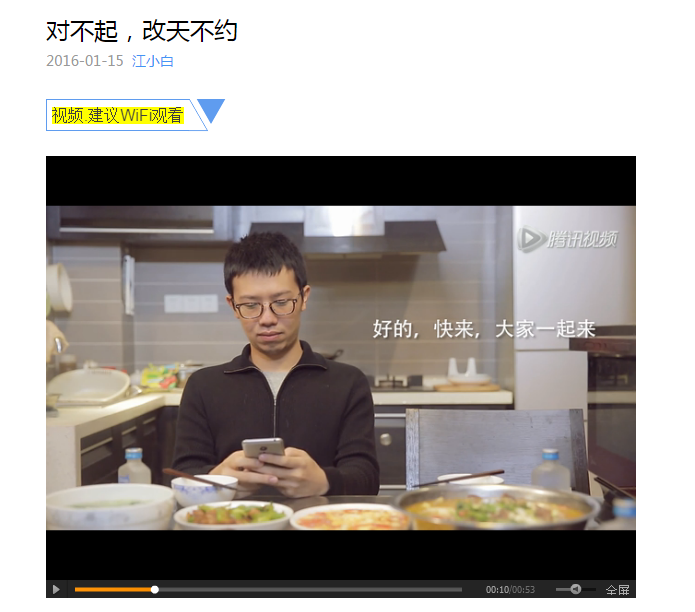 对不起，改天不约
2016-01-15 江小白
视频.建议WiFi观看
腾讯视频
好的，快来，大家一起来
00:10/00:53
全屏